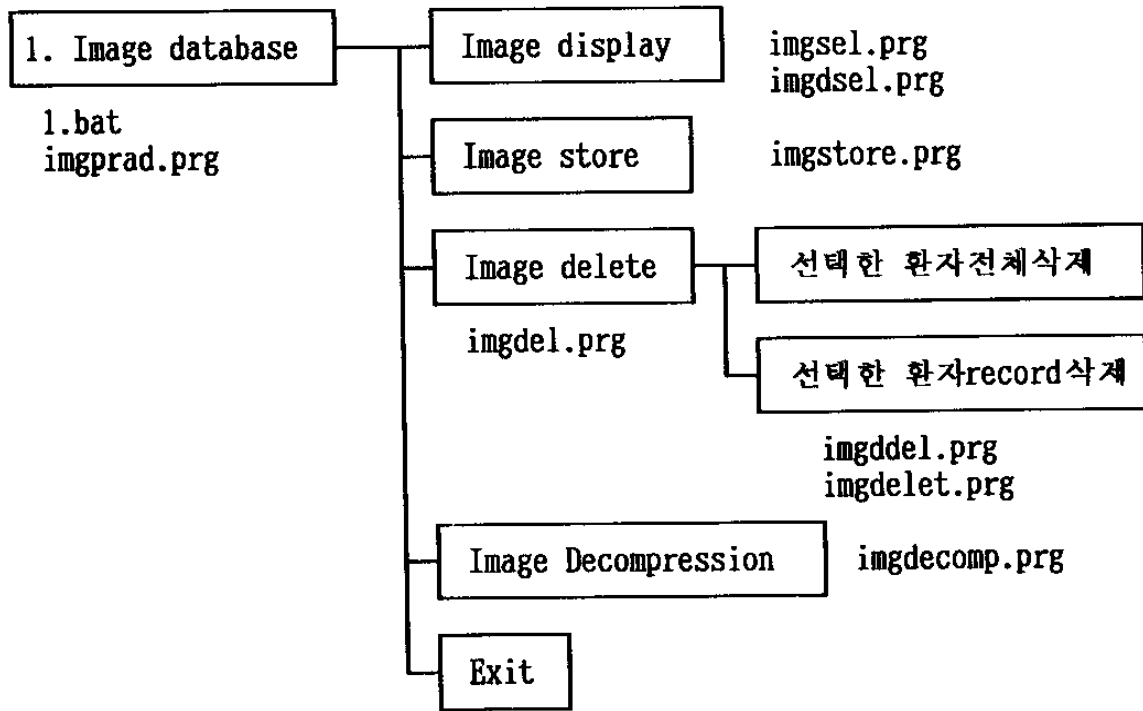 1. Image database
1.bat
imgprad.prg
Image display
imgsel.prg
imgdsel.prg
Image store
imgstore.prg
Image delete
imgdel.prg
선택한 환자전체삭제
선택한 환자record삭제
imgddel.prg
imgdelet.prg
Image Decompression
imgdecomp.prg
Exit